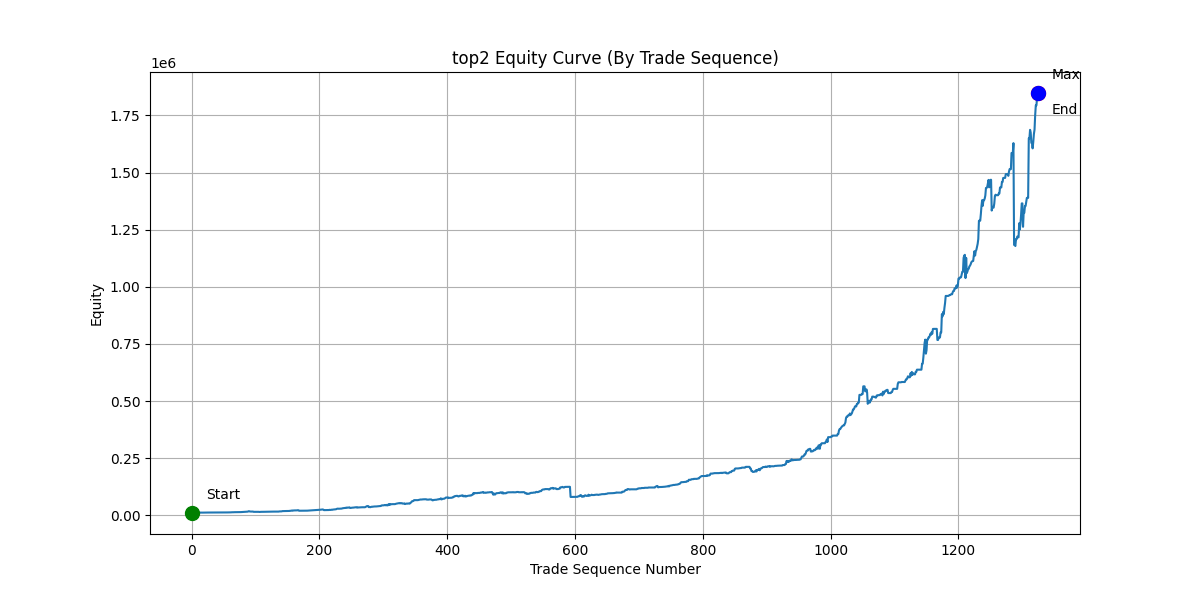 top2 Equity Curve (By Trade Sequence)
1e6
Max
End
1.75
1.50
1.25
1.00
0.75
0.50
0.25
0.00
Equity
Start
0 200 400 600 800 1000 1200
Trade Sequence Number